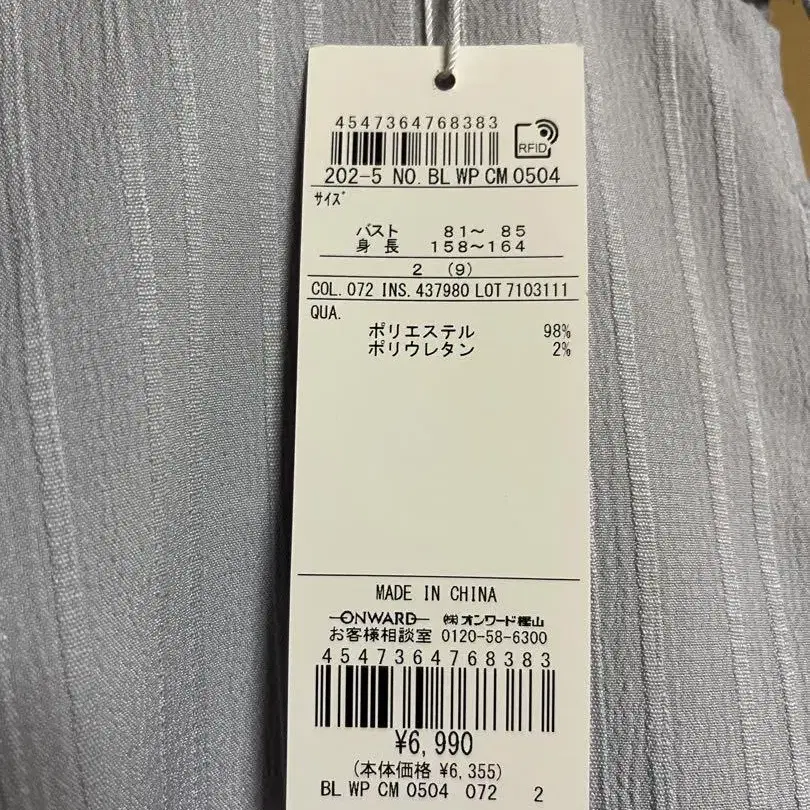 4547364768383
RFID
202-5 NO. BL WP CM 0504
サイズ
バスト 81～ 85
身 長 158～164
2 (9)
COL. 072 INS. 437980 LOT 7103111
QUA.
ポリエステル 98%
ポリウレタン 2%
MADE IN CHINA
ONWARD ㈱オンワード樫山
お客様相談室 0120-58-6300
4547364768383
¥6,990
(本体価格 ¥6,355)
BL WP CM 0504 072 2